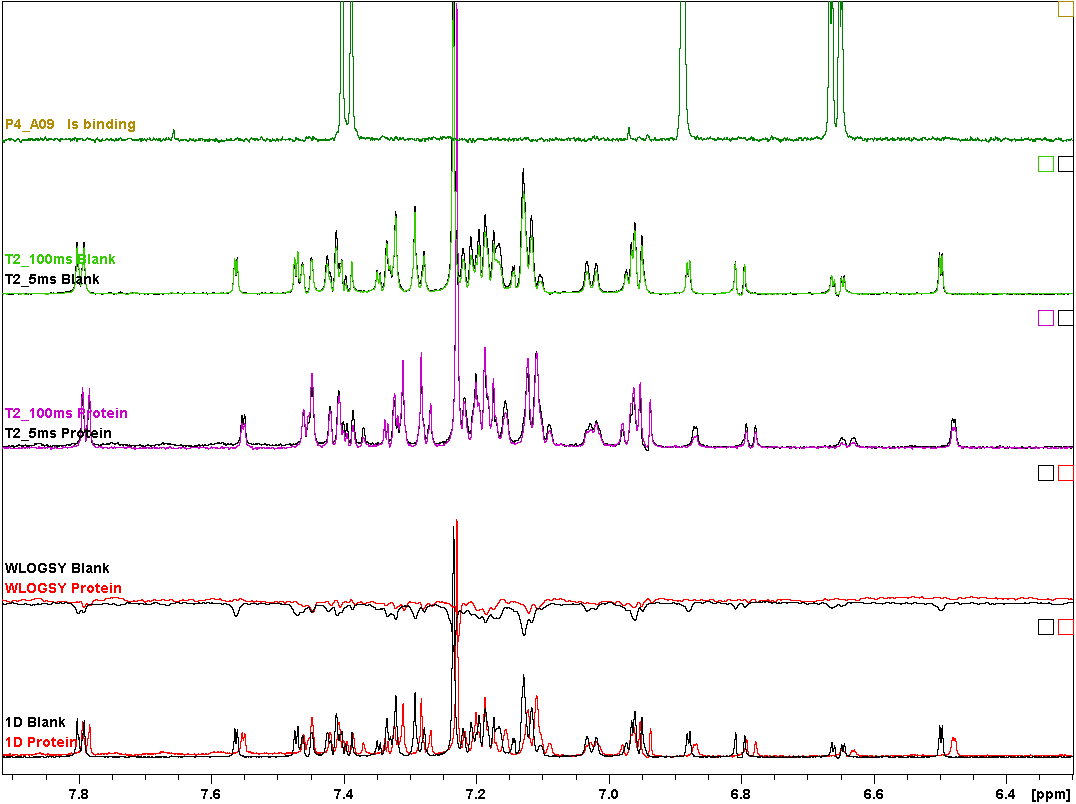 P4_A09 Is binding
T2_100ms Blank
T2_5ms Blank
T2_100ms Protein
T2_5ms Protein
WLOGSY Blank
WLOGSY Protein
1D Blank
1D Protein
7.8 7.6 7.4 7.2 7.0 6.8 6.6 6.4 [ppm]